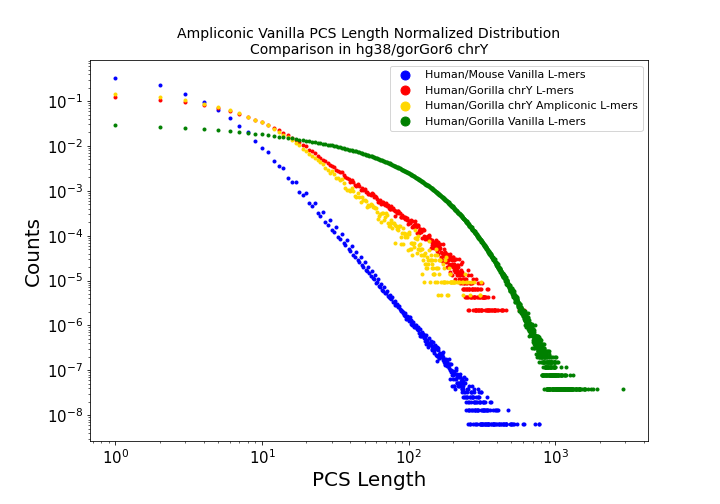 Ampliconic Vanilla PCS Length Normalized Distribution
Comparison in hg38/gorGor6 chrY
Human/Mouse Vanilla L-mers
Human/Gorilla chrY L-mers
Human/Gorilla chrY Ampliconic L-mers
Human/Gorilla Vanilla L-mers
Counts
10⁻¹
10⁻²
10⁻³
10⁻⁴
10⁻⁵
10⁻⁶
10⁻⁷
10⁻⁸
10⁰ 10¹ 10² 10³
PCS Length